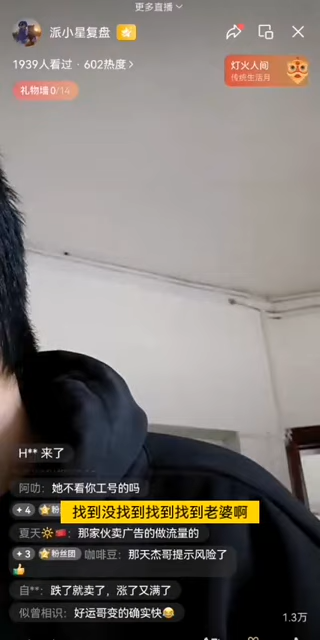 更多直播
派小星复盘
1939人看过 · 602热度
灯火人间
传统生活月
礼物墙0/14
H** 来了
阿叻： 她不看你工号的吗
+ 4 粉丝
找到没找到找到找到老婆啊
夏天 那家伙卖广告的做流量的
+ 3 粉丝团 咖啡豆： 那天杰哥提示风险了
自**： 跌了就卖了，涨了又满了
似曾相识： 好运哥变的确实快
1.3万